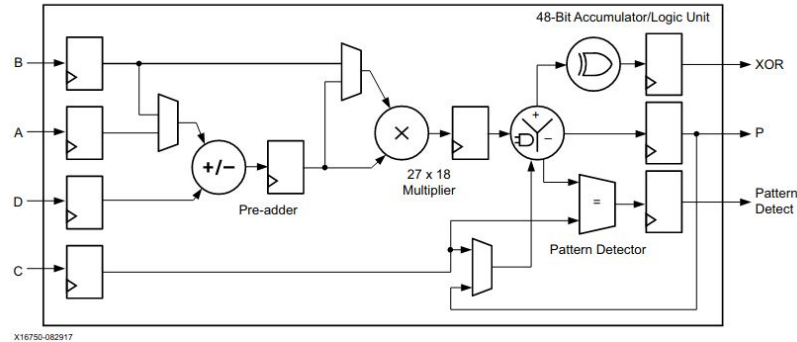 48-Bit Accumulator/Logic Unit
B
XOR
A
P
+
−
×
+/−
27 x 18
Multiplier
D
Pre-adder
=
Pattern
Detect
Pattern Detector
C
X16750-082917